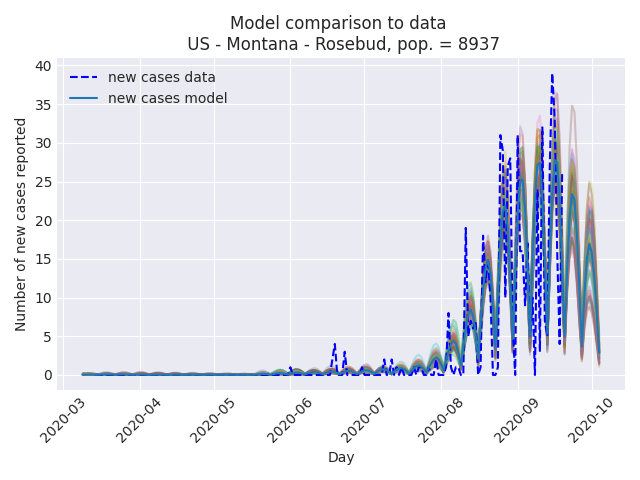 Model comparison to data
US - Montana - Rosebud, pop. = 8937
new cases data
new cases model
Number of new cases reported
40
35
30
25
20
15
10
5
0
2020-03
2020-04
2020-05
2020-06
2020-07
2020-08
2020-09
2020-10
Day